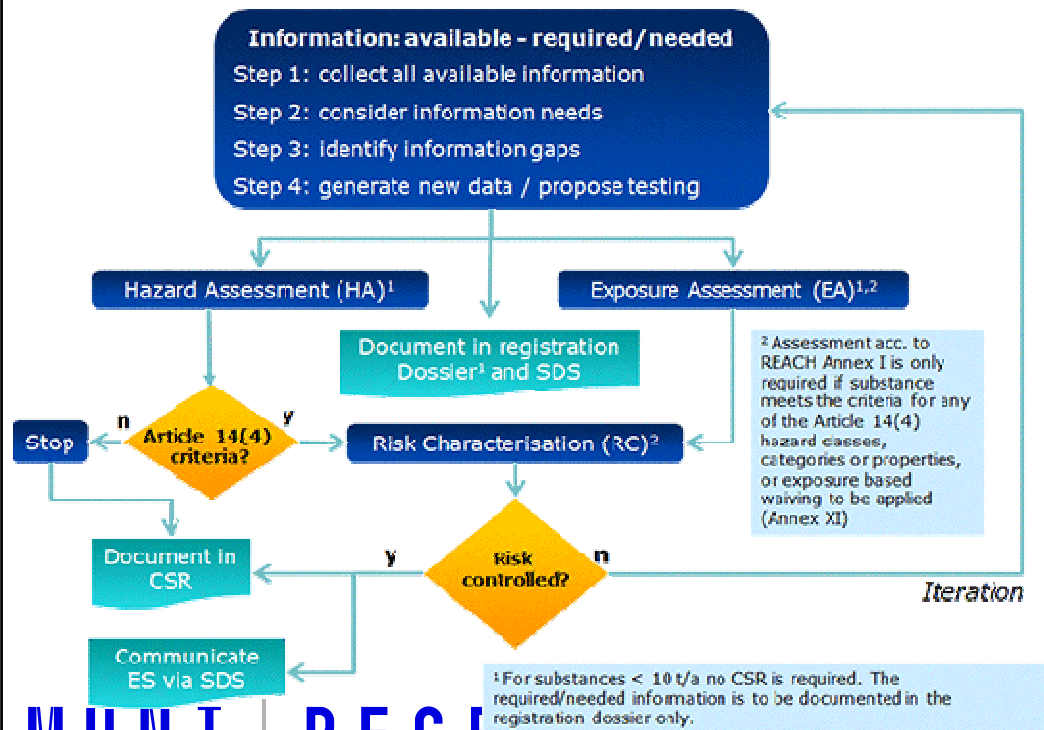 Information: available - required/needed
Step 1: collect all available information
Step 2: consider information needs
Step 3: identify information gaps
Step 4: generate new data / propose testing
Hazard Assessment (HA)¹
Exposure Assessment (EA)¹,²
Document in registration
Dossier¹ and SDS
² Assessment acc. to
REACH Annex I is only
required if substance
meets the criteria for any
of the Article 14(4)
hazard classes,
categories or properties,
or exposure based
waiving to be applied
(Annex XI)
n
y
Stop
Article 14(4)
criteria?
Risk Characterisation (RC)²
Document in
CSR
y
Risk
controlled?
n
Iteration
Communicate
ES via SDS
¹ For substances < 10 t/a no CSR is required. The
required/needed information is to be documented in the
registration dossier only.